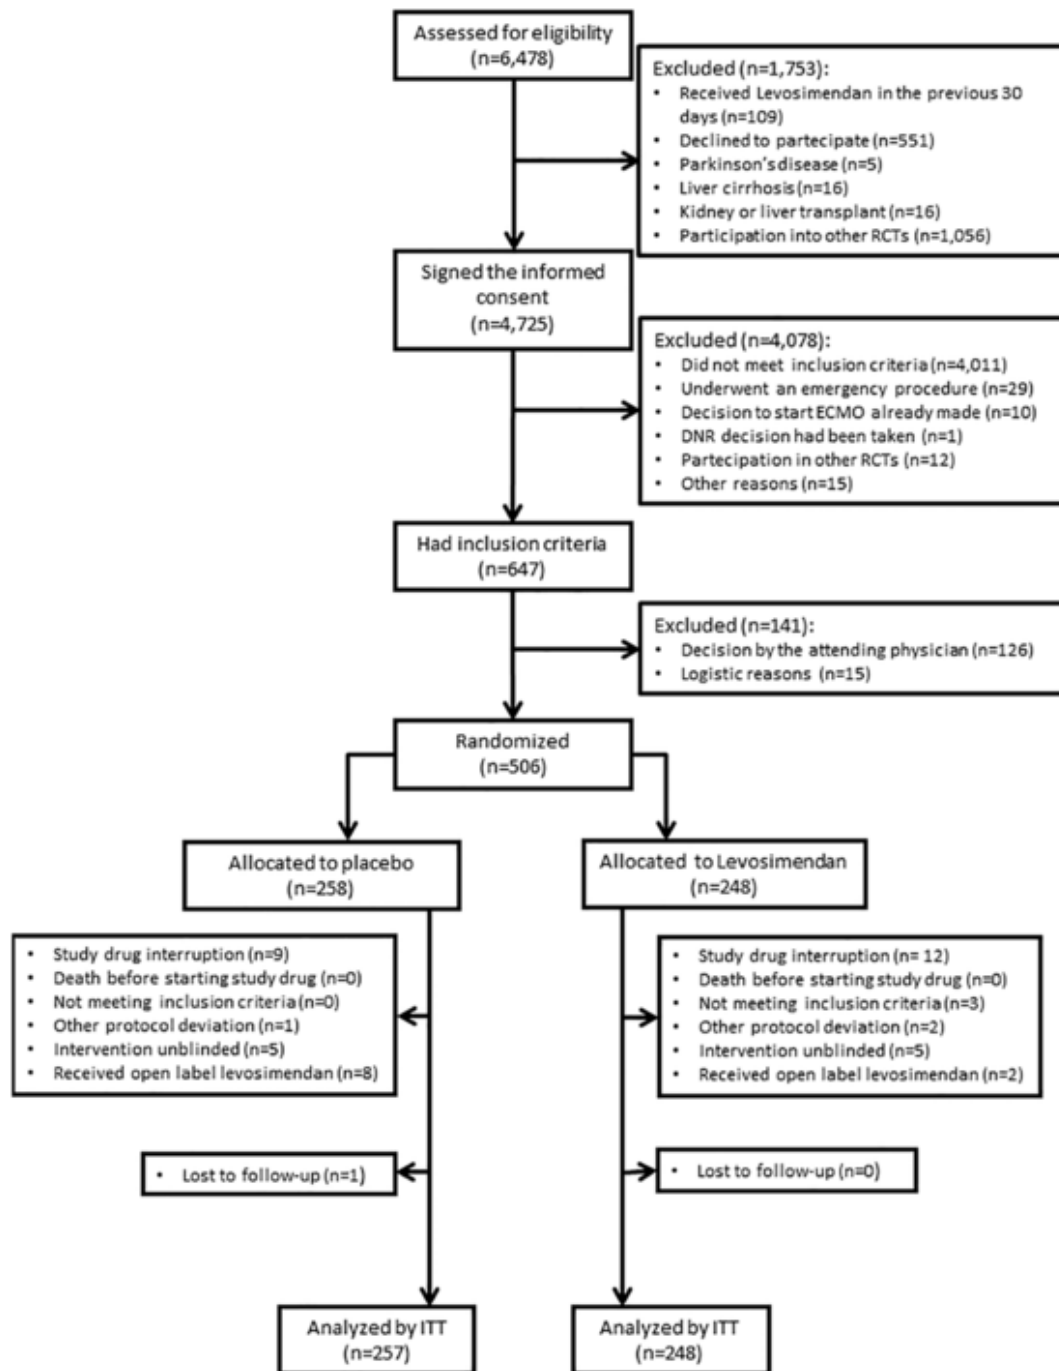 Assessed for eligibility
(n=6,478)
Excluded (n=1,753):
• Received Levosimendan in the previous 30
days (n=109)
• Declined to partecipate (n=551)
• Parkinson's disease (n=5)
• Liver cirrhosis (n=16)
• Kidney or liver transplant (n=16)
• Participation into other RCTs (n=1,056)
Signed the informed
consent
(n=4,725)
Excluded (n=4,078):
• Did not meet inclusion criteria (n=4,011)
• Underwent an emergency procedure (n=29)
• Decision to start ECMO already made (n=10)
• DNR decision had been taken (n=1)
• Partecipation in other RCTs (n=12)
• Other reasons (n=15)
Had inclusion criteria
(n=647)
Excluded (n=141):
• Decision by the attending physician (n=126)
• Logistic reasons (n=15)
Randomized
(n=506)
Allocated to placebo
(n=258)
Allocated to Levosimendan
(n=248)
• Study drug interruption (n=9)
• Death before starting study drug (n=0)
• Not meeting inclusion criteria (n=0)
• Other protocol deviation (n=1)
• Intervention unblinded (n=5)
• Received open label levosimendan (n=8)
• Study drug interruption (n= 12)
• Death before starting study drug (n=0)
• Not meeting inclusion criteria (n=3)
• Other protocol deviation (n=2)
• Intervention unblinded (n=5)
• Received open label levosimendan (n=2)
• Lost to follow-up (n=1)
• Lost to follow-up (n=0)
Analyzed by ITT
(n=257)
Analyzed by ITT
(n=248)